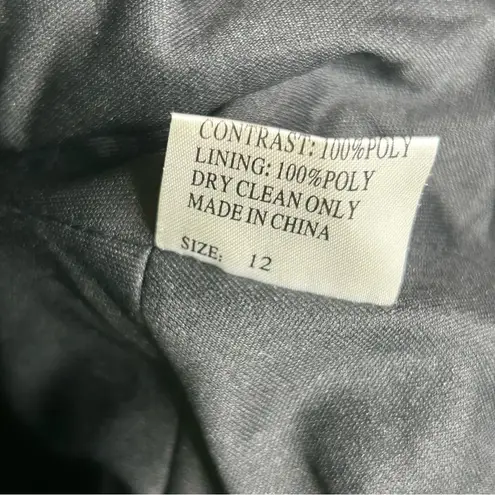 CONTRAST: 100%POLY
LINING: 100%POLY
DRY CLEAN ONLY
MADE IN CHINA
SIZE: 12